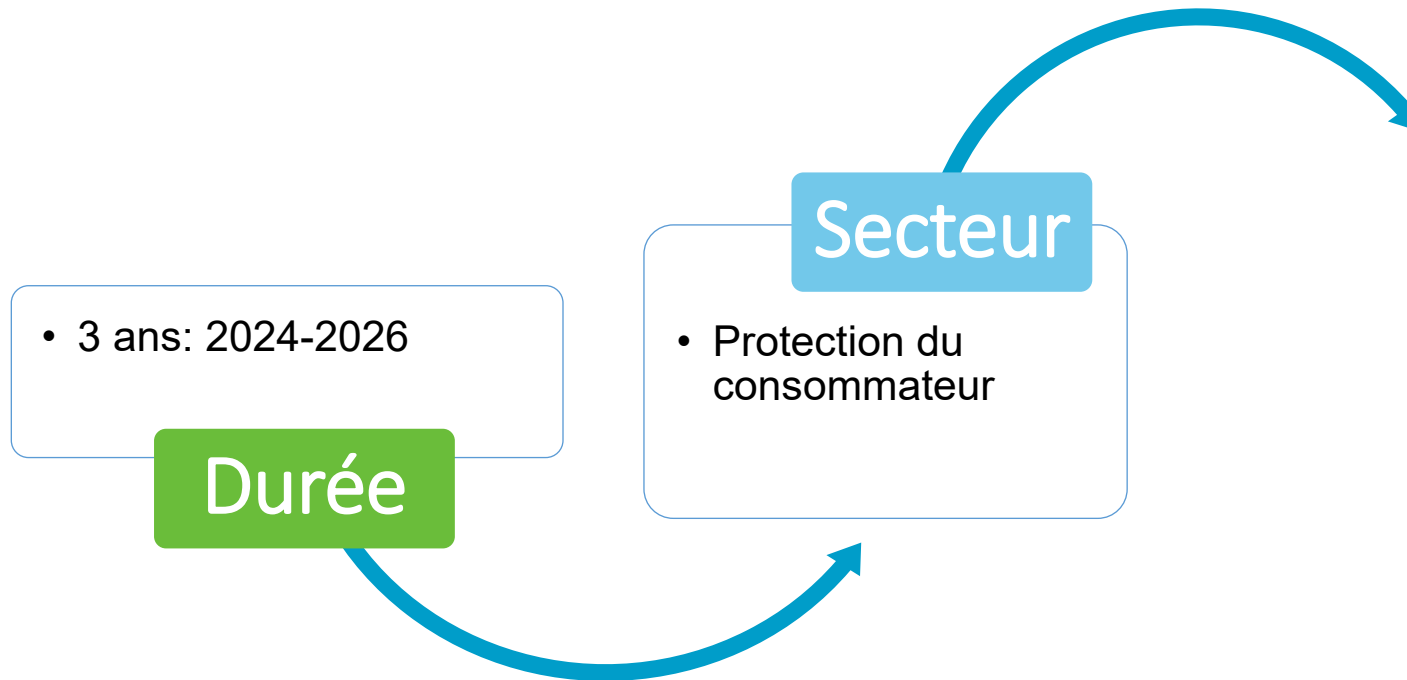 • 3 ans: 2024-2026
Durée
Secteur
• Protection du
consommateur